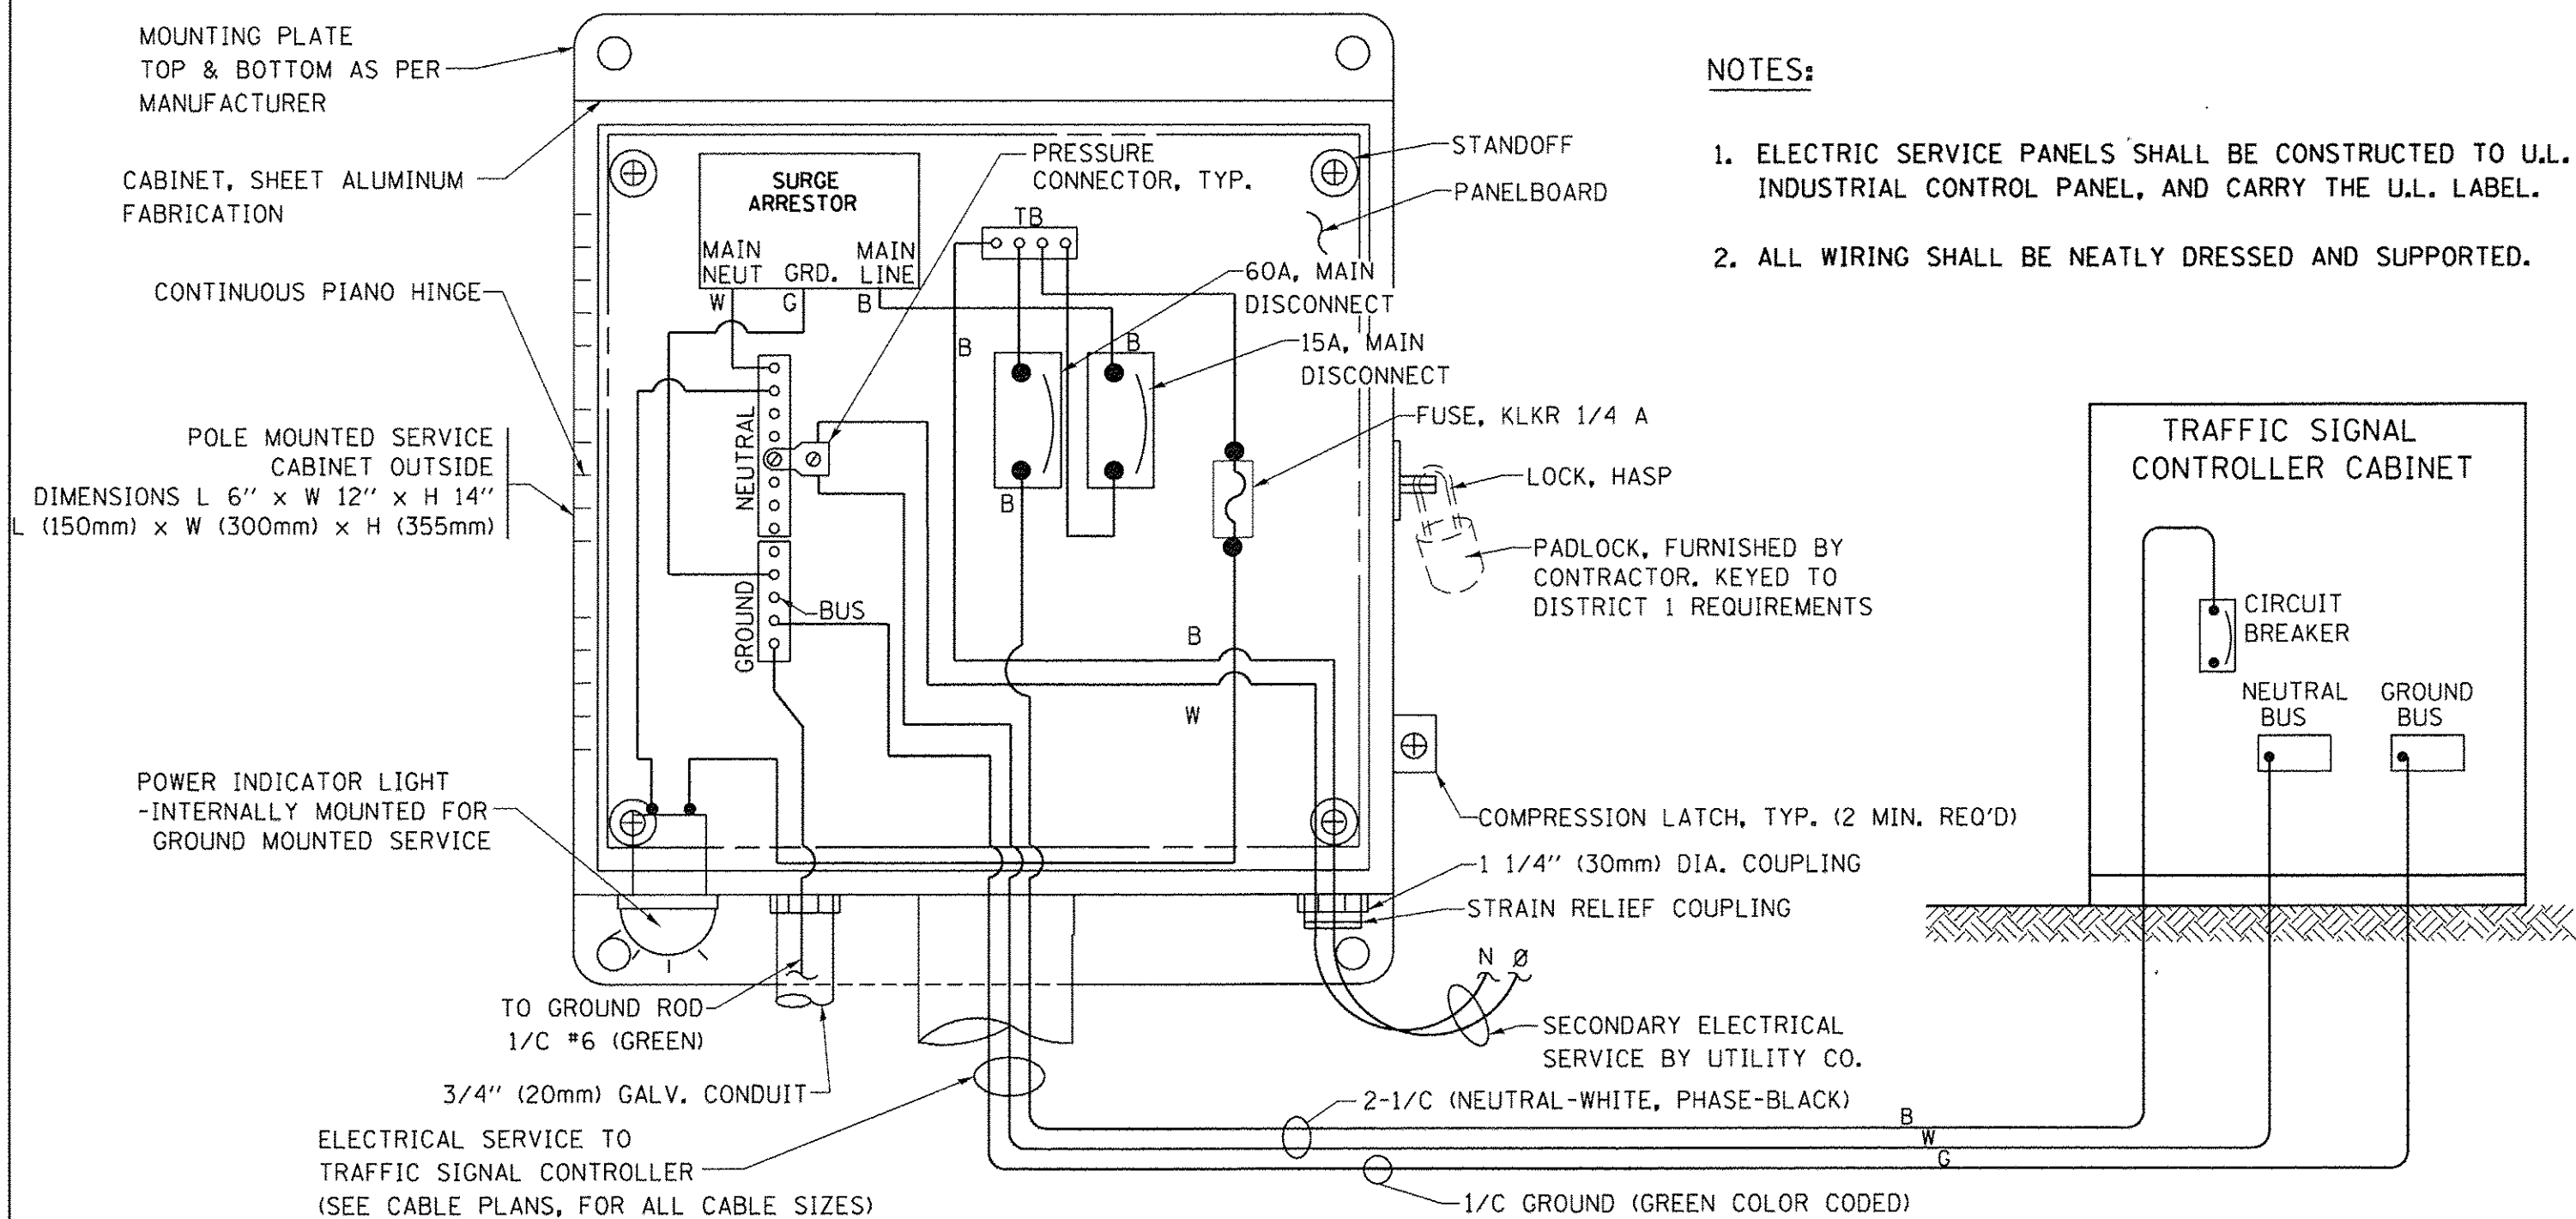 MOUNTING PLATE
TOP & BOTTOM AS PER
MANUFACTURER
CABINET, SHEET ALUMINUM
FABRICATION
CONTINUOUS PIANO HINGE
POLE MOUNTED SERVICE
CABINET OUTSIDE
DIMENSIONS L 6" x W 12" x H 14"
L (150mm) x W (300mm) x H (355mm)
POWER INDICATOR LIGHT
-INTERNALLY MOUNTED FOR
GROUND MOUNTED SERVICE
SURGE
ARRESTOR
MAIN
NEUT
GRD.
MAIN
LINE
W
G
B
PRESSURE
CONNECTOR, TYP.
TB
STANDOFF
PANELBOARD
60A, MAIN
DISCONNECT
15A, MAIN
DISCONNECT
B
B
B
FUSE, KLKR 1/4 A
LOCK, HASP
PADLOCK, FURNISHED BY
CONTRACTOR. KEYED TO
DISTRICT 1 REQUIREMENTS
NEUTRAL
GROUND
BUS
B
W
COMPRESSION LATCH, TYP. (2 MIN. REQ'D)
1 1/4" (30mm) DIA. COUPLING
STRAIN RELIEF COUPLING
N Ø
SECONDARY ELECTRICAL
SERVICE BY UTILITY CO.
TO GROUND ROD
1/C #6 (GREEN)
3/4" (20mm) GALV. CONDUIT
ELECTRICAL SERVICE TO
TRAFFIC SIGNAL CONTROLLER
(SEE CABLE PLANS, FOR ALL CABLE SIZES)
2-1/C (NEUTRAL-WHITE, PHASE-BLACK)
B
W
G
1/C GROUND (GREEN COLOR CODED)
NOTES:
1. ELECTRIC SERVICE PANELS SHALL BE CONSTRUCTED TO U.L.
INDUSTRIAL CONTROL PANEL, AND CARRY THE U.L. LABEL.
2. ALL WIRING SHALL BE NEATLY DRESSED AND SUPPORTED.
TRAFFIC SIGNAL
CONTROLLER CABINET
CIRCUIT
BREAKER
NEUTRAL
BUS
GROUND
BUS